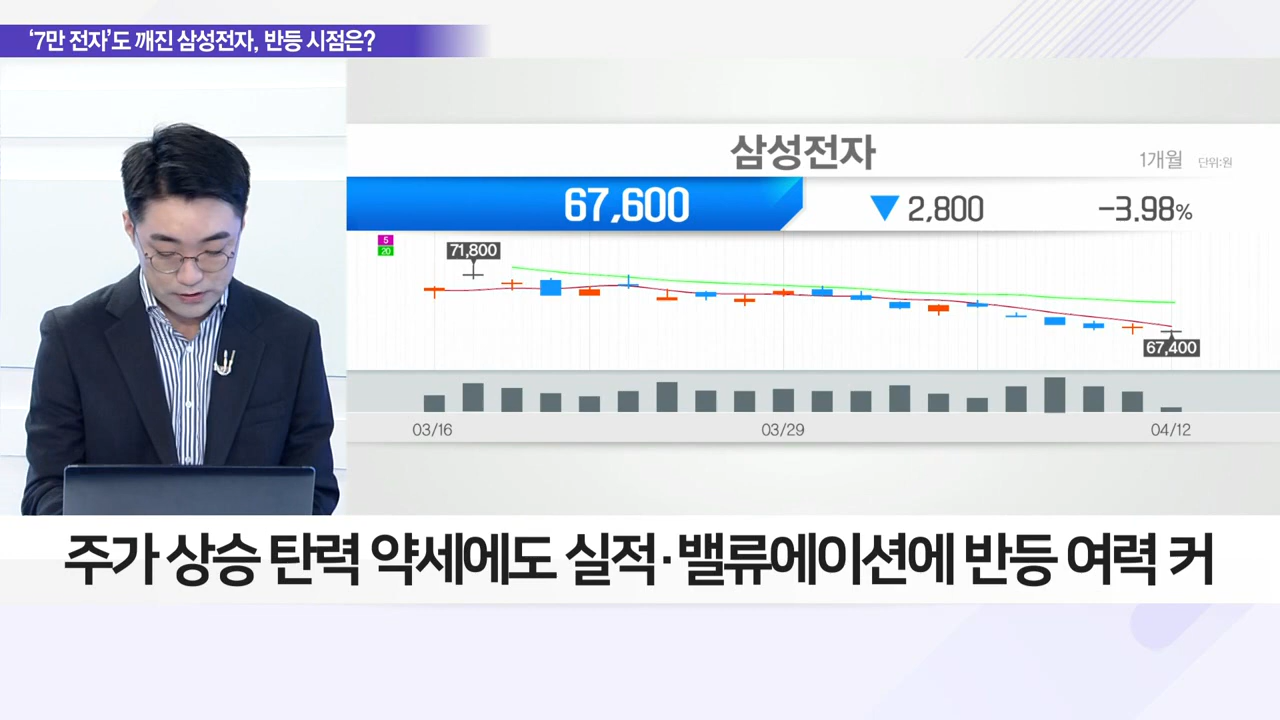 ‘7만 전자’도 깨진 삼성전자, 반등 시점은?
삼성전자
1개월 단위:원
67,600 ▼ 2,800 -3.98%
5
20
71,800
67,400
03/16 03/29 04/12
주가 상승 탄력 약세에도 실적·밸류에이션에 반등 여력 커